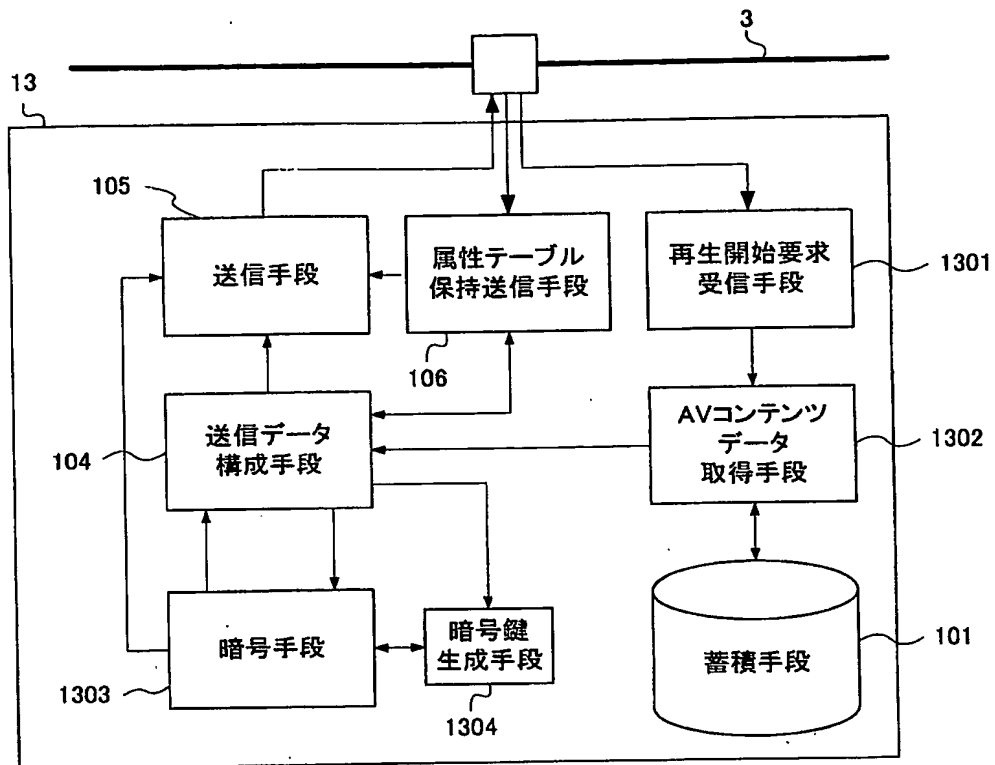 3
13
105
送信手段
属性テーブル
保持送信手段
106
再生開始要求
受信手段
1301
104
送信データ
構成手段
AVコンテンツ
データ
取得手段
1302
暗号手段
1303
暗号鍵
生成手段
1304
蓄積手段
101